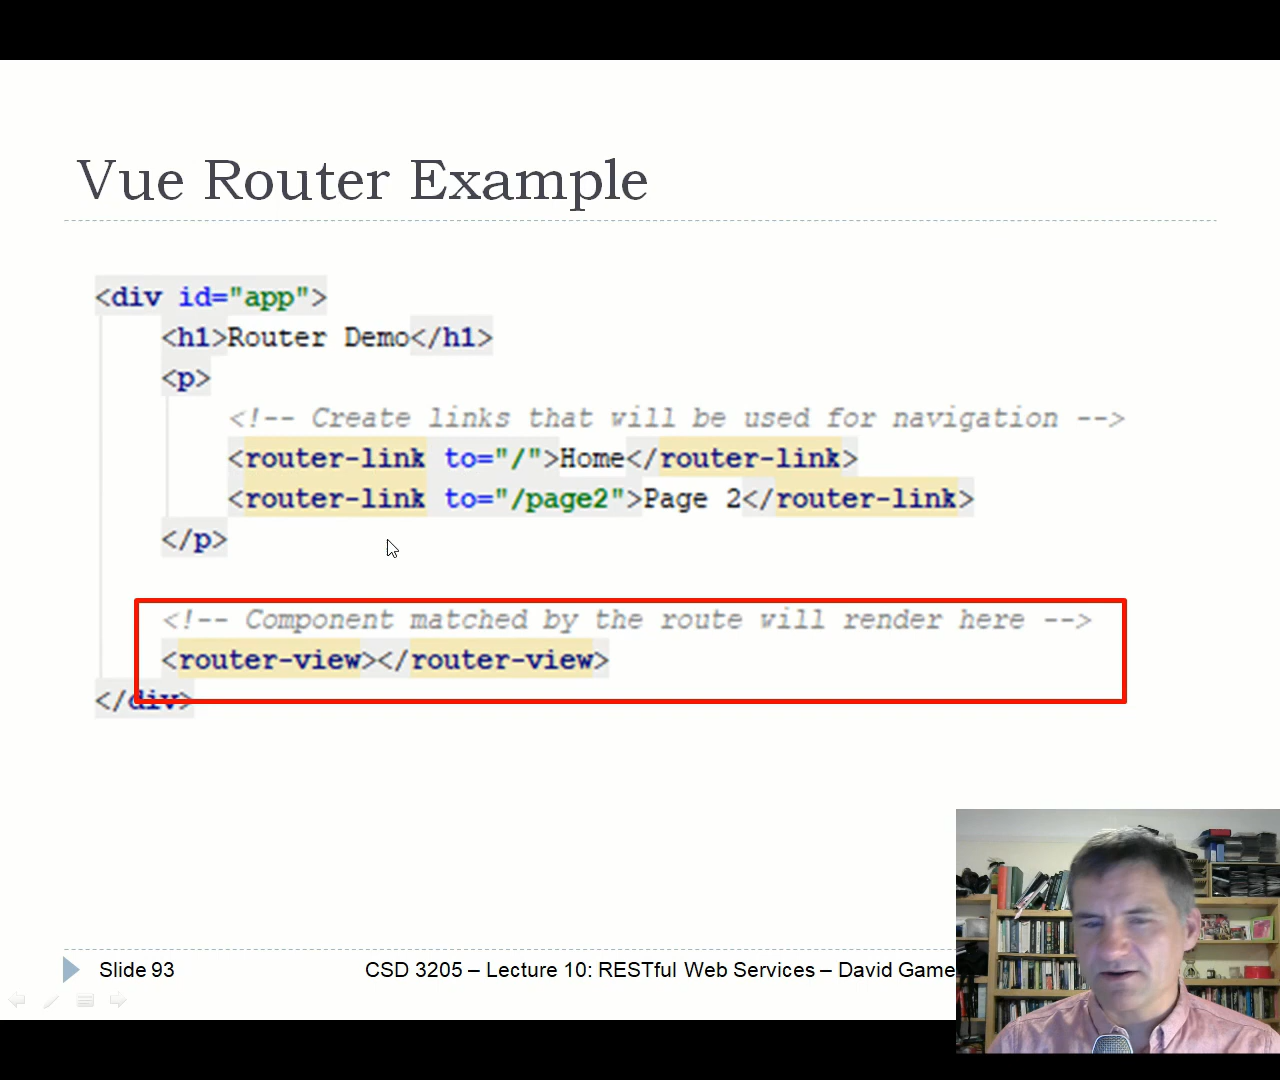 Vue Router Example
<div id="app">
<h1>Router Demo</h1>
<p>
<!-- Create links that will be used for navigation -->
<router-link to="/">Home</router-link>
<router-link to="/page2">Page 2</router-link>
</p>
<!-- Component matched by the route will render here -->
<router-view></router-view>
</div>
Slide 93
CSD 3205 – Lecture 10: RESTful Web Services – David Game